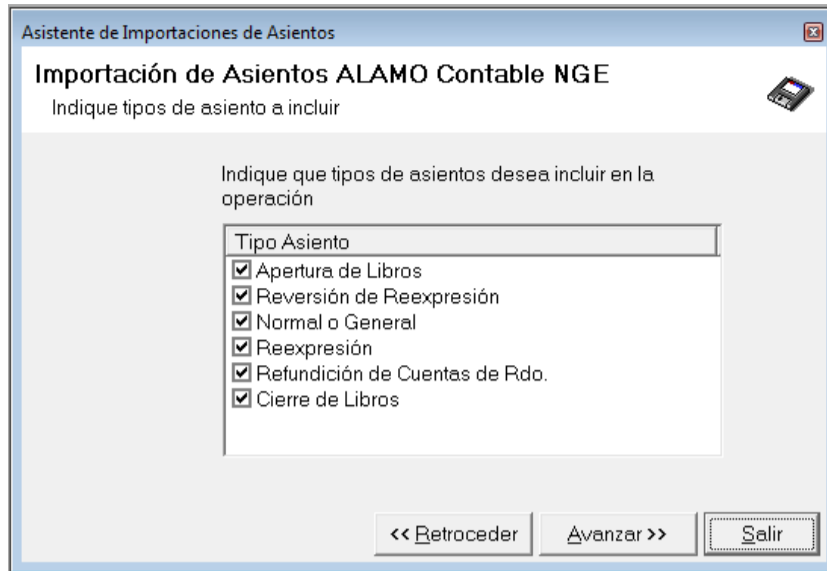 Asistente de Importaciones de Asientos
Importación de Asientos ALAMO Contable NGE
Indique tipos de asiento a incluir
Indique que tipos de asientos desea incluir en la
operación
Tipo Asiento
Apertura de Libros
Reversión de Reexpresión
Normal o General
Reexpresión
Refundición de Cuentas de Rdo.
Cierre de Libros
<< Retroceder
Avanzar >>
Salir